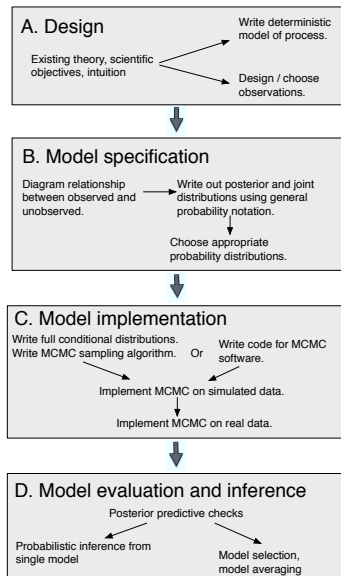 A. Design
Write deterministic
model of process.
Existing theory, scientific
objectives, intuition
Design / choose
observations.
B. Model specification
Diagram relationship
between observed and
unobserved.
Write out posterior and joint
distributions using general
probability notation.
Choose appropriate
probability distributions.
C. Model implementation
Write full conditional distributions.
Write MCMC sampling algorithm.
Or
Write code for MCMC
software.
Implement MCMC on simulated data.
Implement MCMC on real data.
D. Model evaluation and inference
Posterior predictive checks
Probabilistic inference from
single model
Model selection,
model averaging